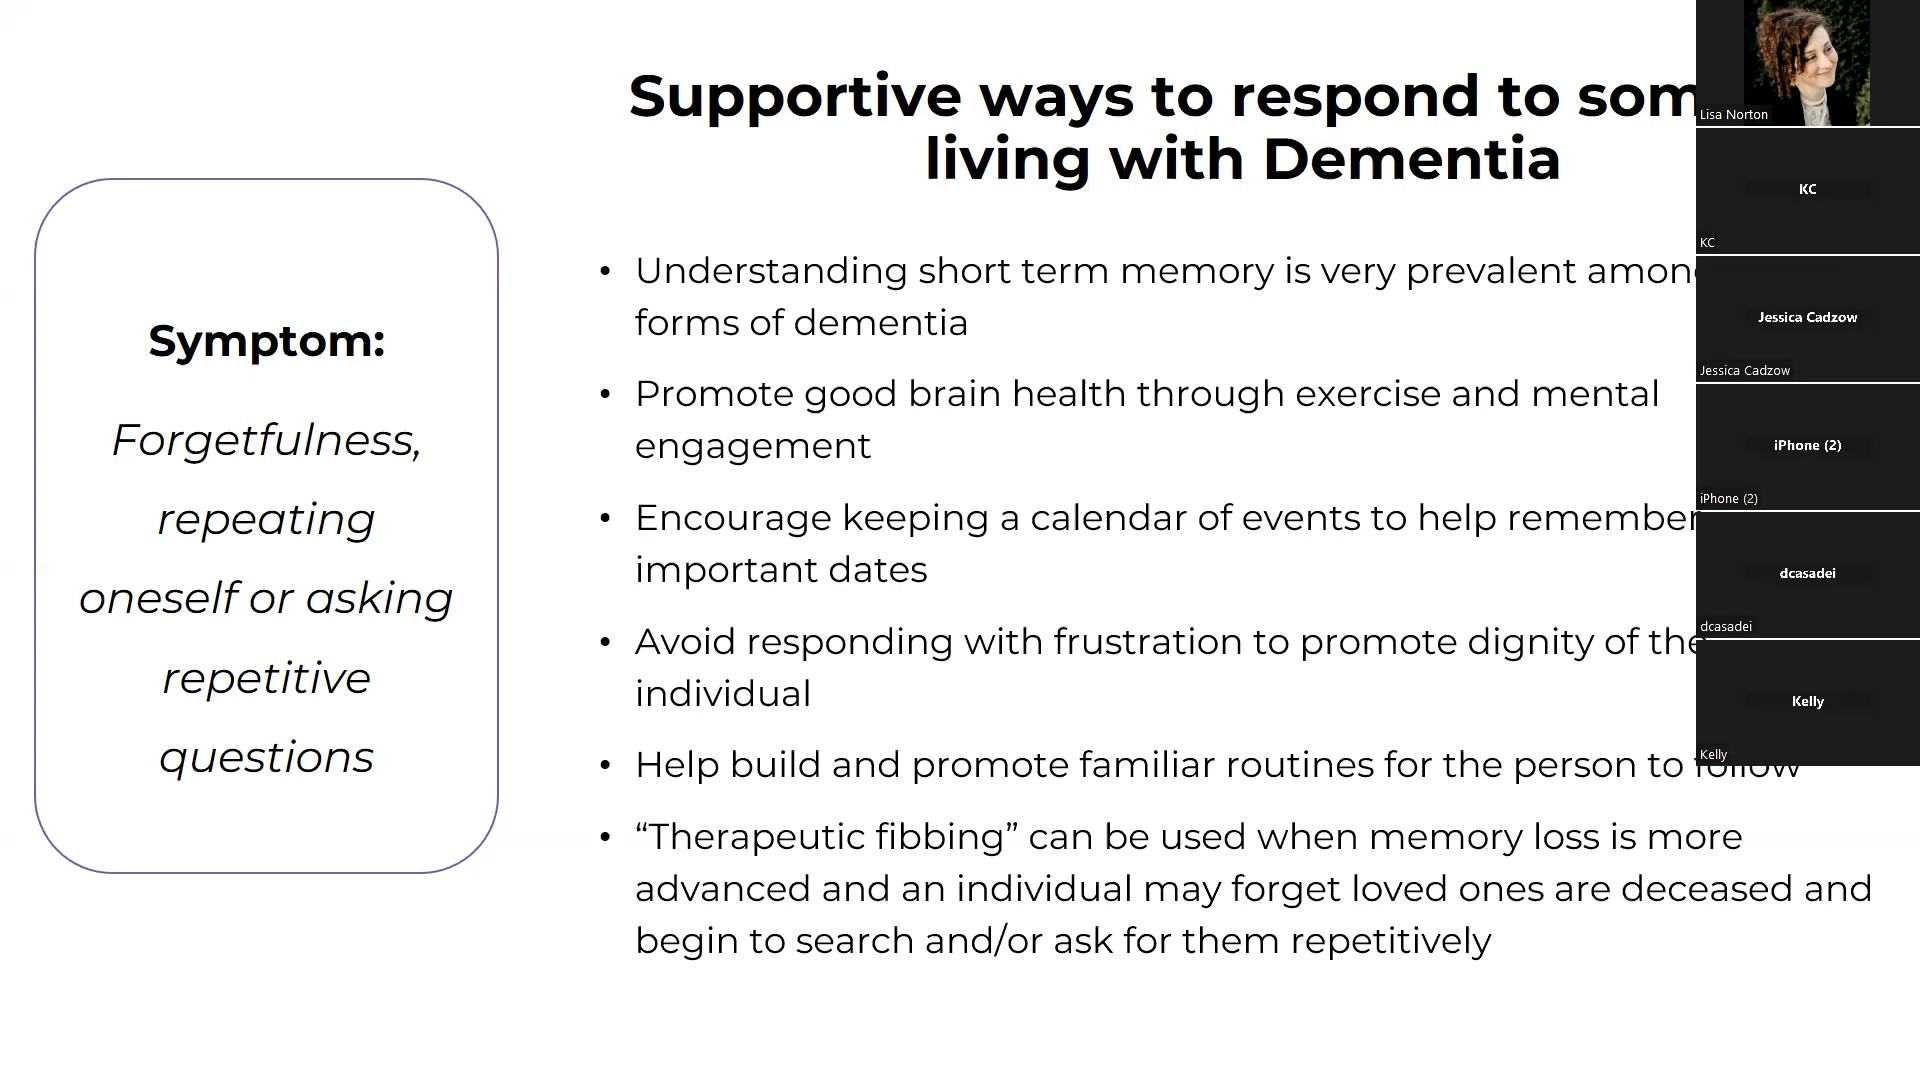 Supportive ways to respond to som
living with Dementia
Symptom:
Forgetfulness,
repeating
oneself or asking
repetitive
questions
• Understanding short term memory is very prevalent among
forms of dementia
• Promote good brain health through exercise and mental
engagement
• Encourage keeping a calendar of events to help remember
important dates
• Avoid responding with frustration to promote dignity of the
individual
• Help build and promote familiar routines for the person to follow
• “Therapeutic fibbing” can be used when memory loss is more
advanced and an individual may forget loved ones are deceased and
begin to search and/or ask for them repetitively
Lisa Norton
KC
KC
Jessica Cadzow
Jessica Cadzow
iPhone (2)
iPhone (2)
dcasadei
dcasadei
Kelly
Kelly